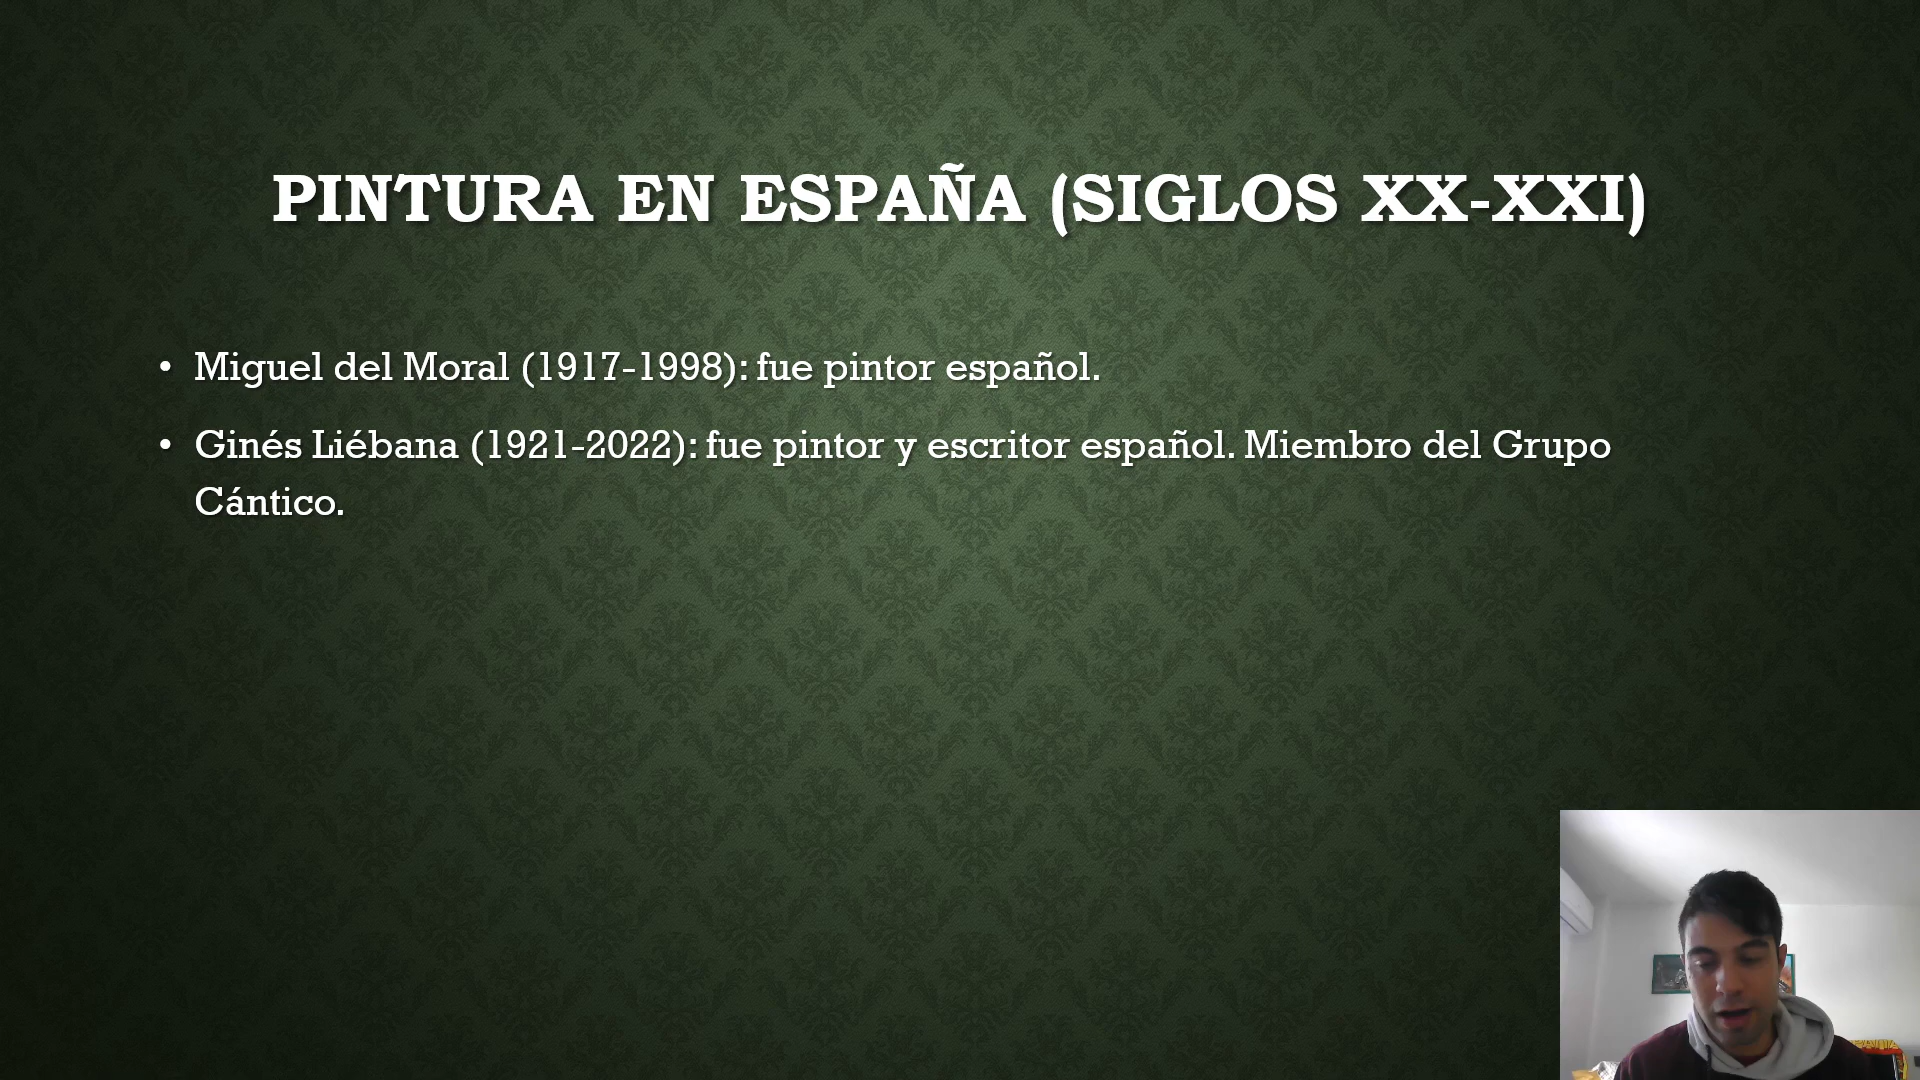 PINTURA EN ESPAÑA (SIGLOS XX-XXI)
• Miguel del Moral (1917-1998): fue pintor español.
• Ginés Liébana (1921-2022): fue pintor y escritor español. Miembro del Grupo
Cántico.